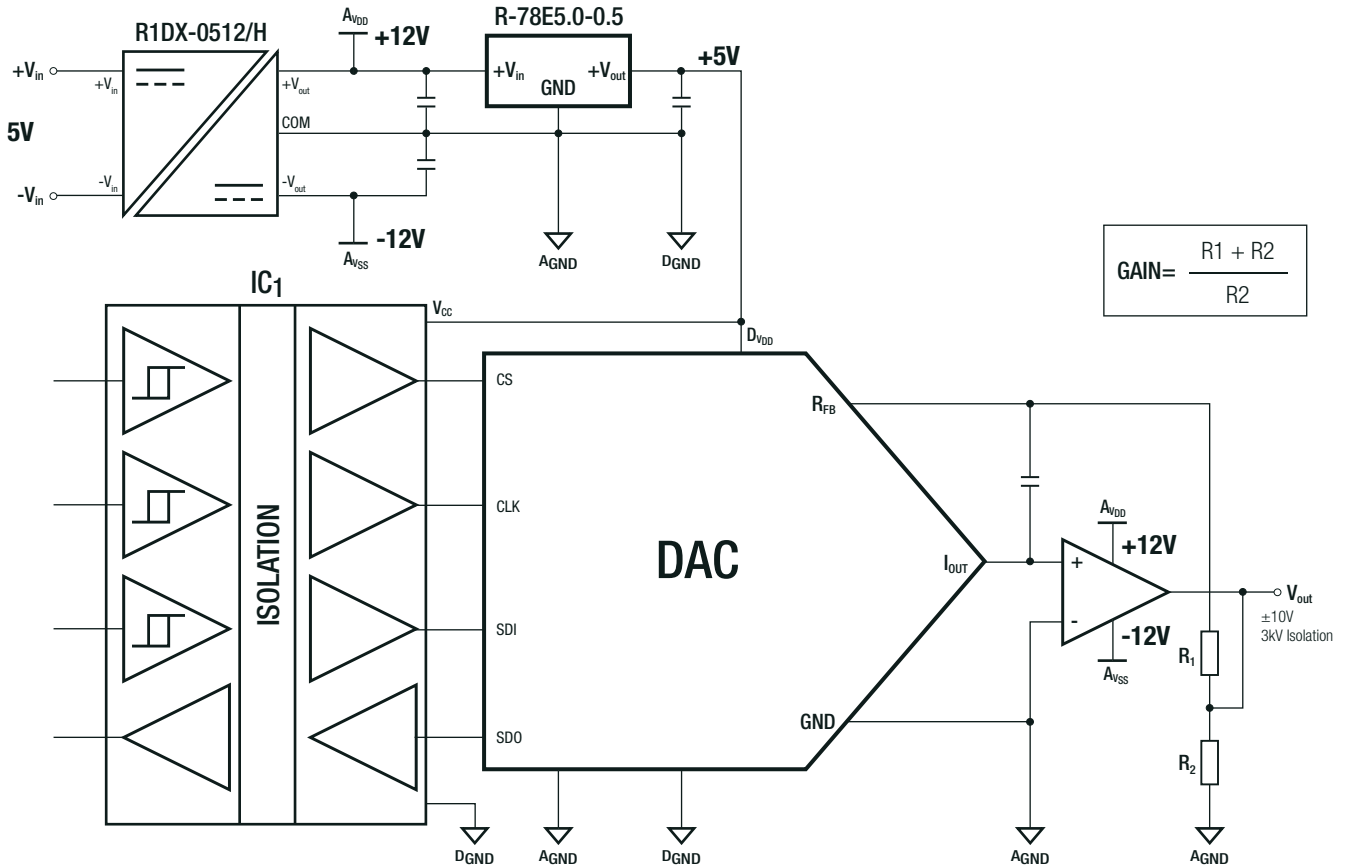 R1DX-0512/H
+Vin
+Vin
5V
-Vin
-Vin
+Vout
COM
-Vout
AVDD
+12V
-12V
AVSS
R-78E5.0-0.5
+Vin
GND
+Vout
+5V
AGND
DGND
GAIN= R1 + R2
R2
IC1
VCC
DVDD
ISOLATION
CS
CLK
SDI
SDO
DAC
RFB
IOUT
GND
AVDD
+12V
+
-
-12V
AVSS
Vout
±10V
3kV Isolation
R1
R2
DGND
AGND
DGND
AGND
AGND